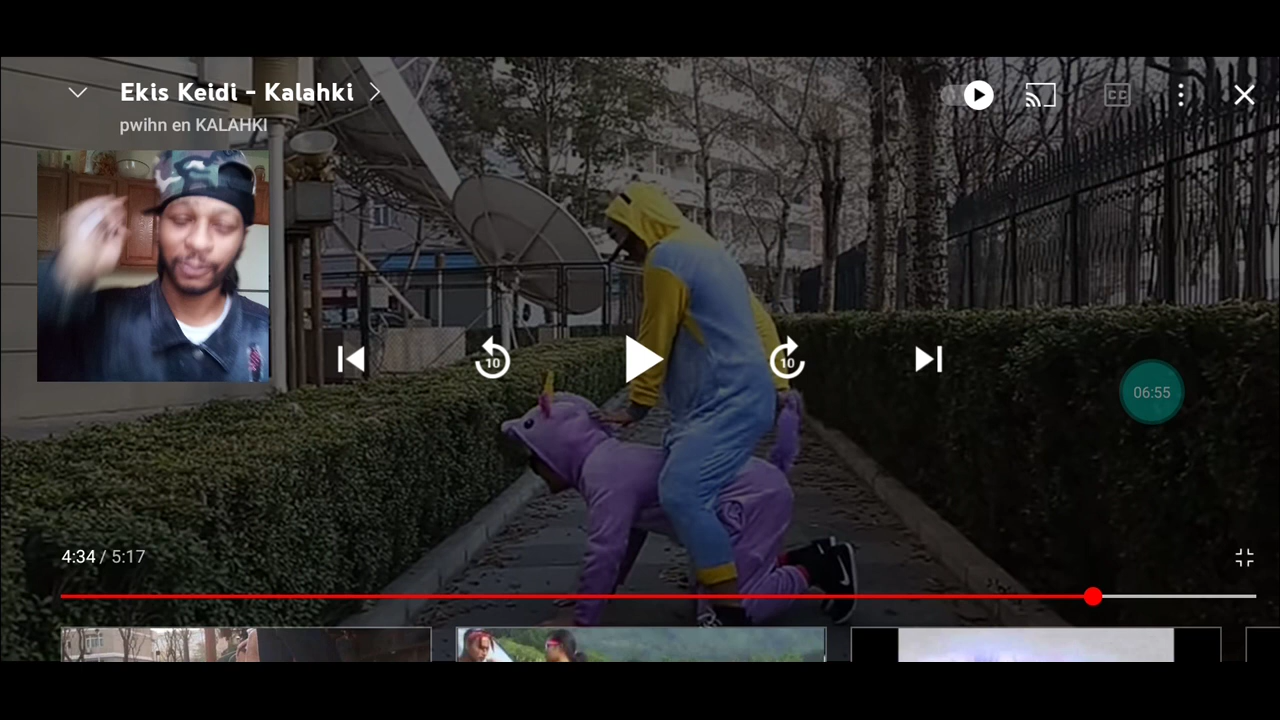 Ekis Keidi - Kalahki
pwihn en KALAHKI
CC
10
10
06:55
4:34 / 5:17